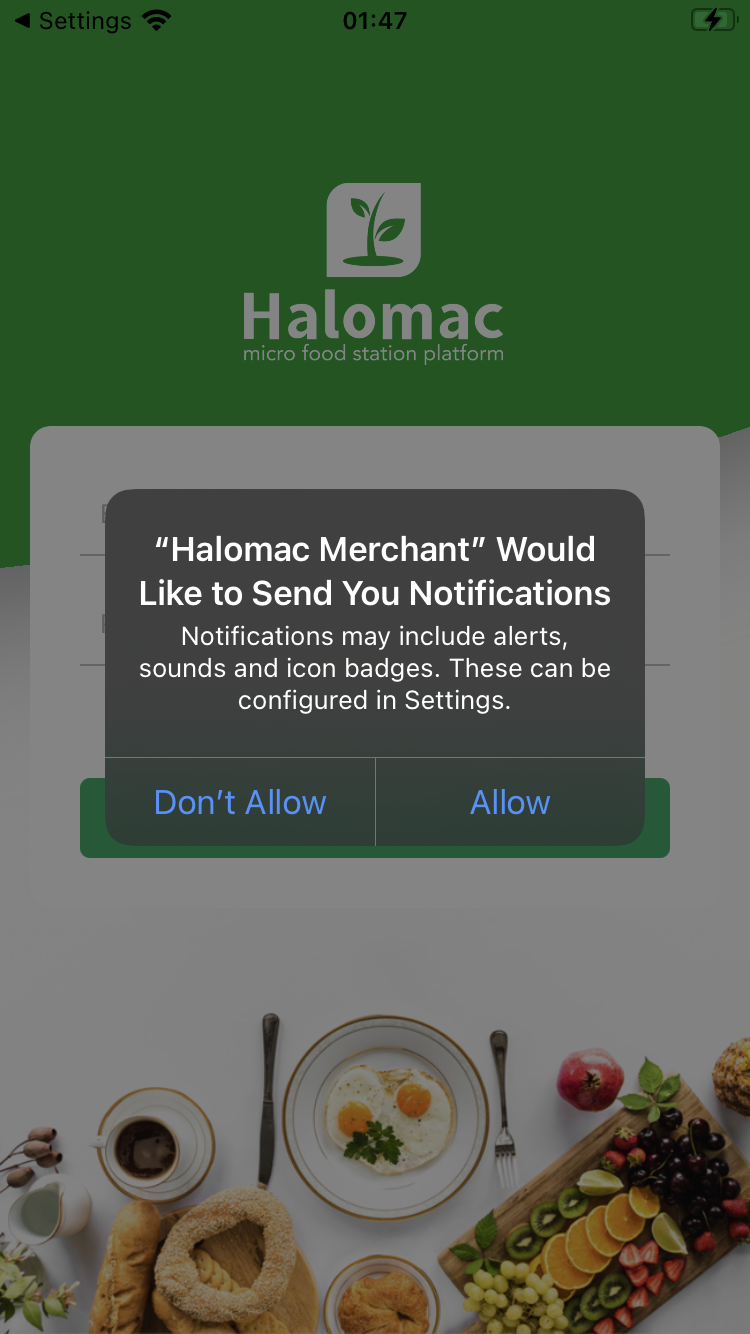 Settings
01:47
Halomac
micro food station platform
“Halomac Merchant” Would
Like to Send You Notifications
Notifications may include alerts,
sounds and icon badges. These can be
configured in Settings.
Don’t Allow
Allow